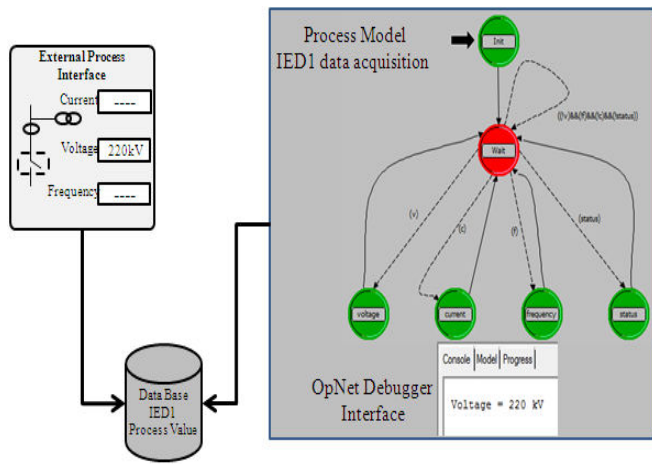 External Process
Interface
Current
----
Voltage
220kV
Frequency
----
Data Base
IED1
Process Value
Process Model
IED1 data acquisition
Init
((!v)&&(!f)&&(!c)&&(!status))
Wait
(v)
(c)
(f)
(status)
voltage
current
frequency
status
OpNet Debugger
Interface
Console Model Progress
Voltage = 220 kV